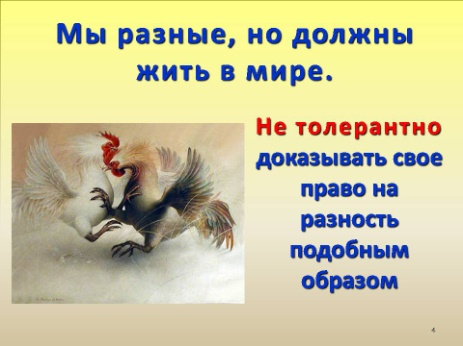 Мы разные, но должны
жить в мире.
Не толерантно
доказывать свое
право на
разность
подобным
образом
4